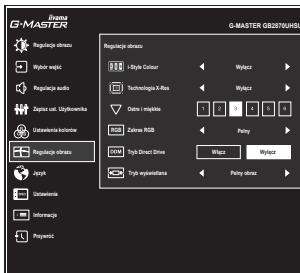 iiyama
G-MASTER
G-MASTER GB2870UHSU
Regulacje obrazu
Wybór wejść
Regulacja audio
Zapisz ust. Użytkownika
Ustawienia kolorów
Regulacje obrazu
Język
Ustawienia
Informacje
Przywróć
Regulacje obrazu
i-Style Colour Wyłącz
Technologia X-Res Wyłącz
Ostre i miękkie 1 2 3 4 5 6
RGB Zakres RGB Pełny
DDM Tryb Direct Drive Włącz Wyłącz
Tryb wyświetlana Pełny obraz